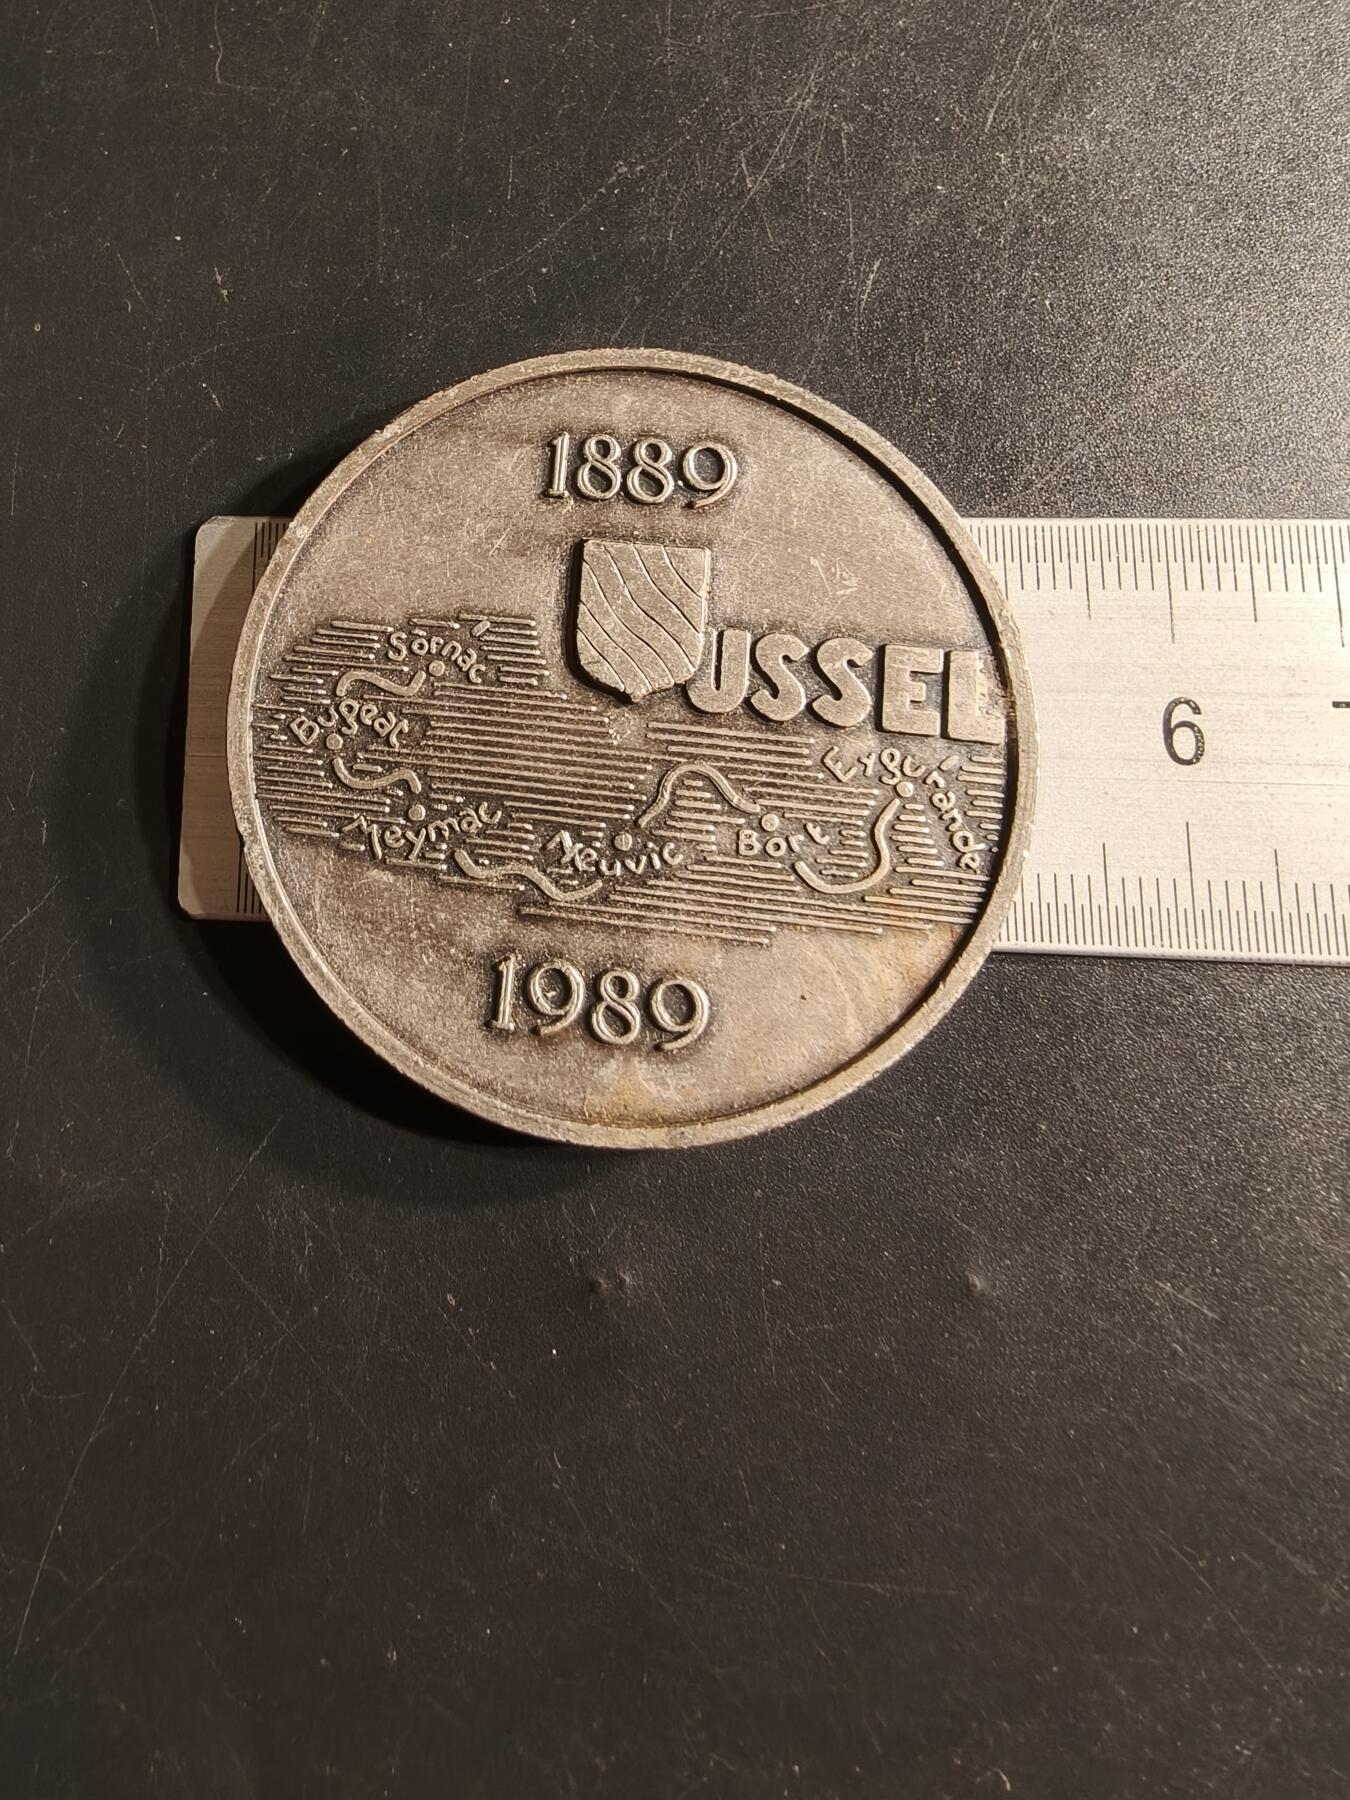 1889
USSEL
Sornac
Bugeat
Meymac
Neuvic
Bort
Eygurande
1989
6